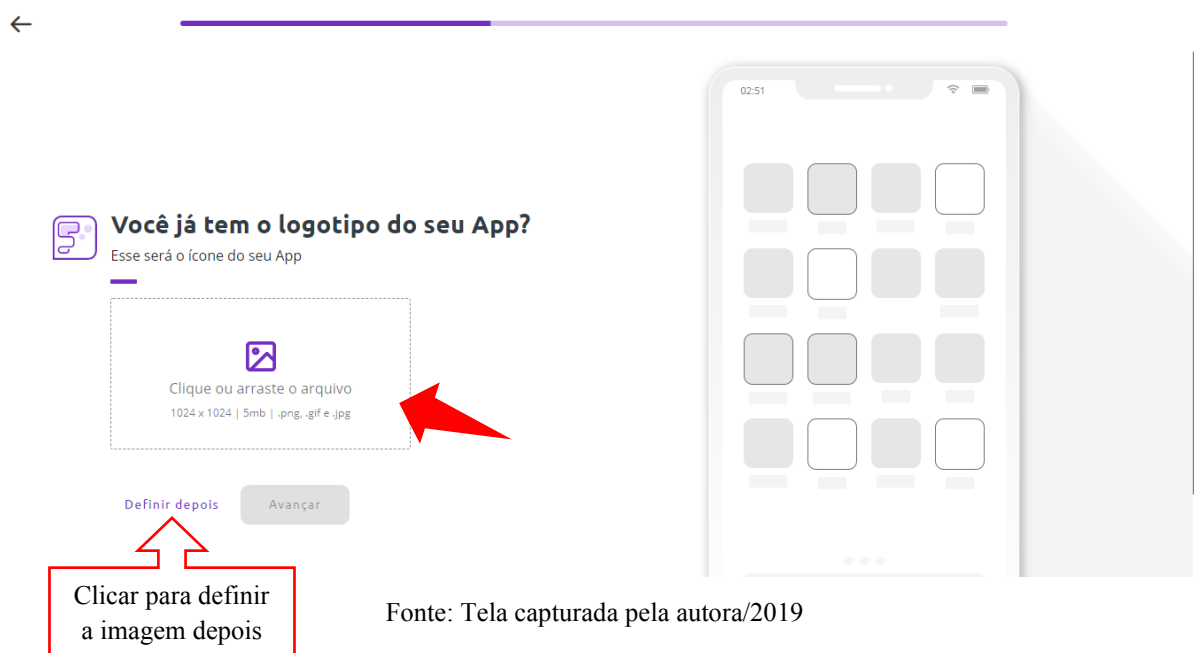 02:51
Você já tem o logotipo do seu App?
Esse será o ícone do seu App
Clique ou arraste o arquivo
1024 x 1024 | 5mb | .png, .gif e .jpg
Definir depois
Avançar
Clicar para definir
a imagem depois
Fonte: Tela capturada pela autora/2019